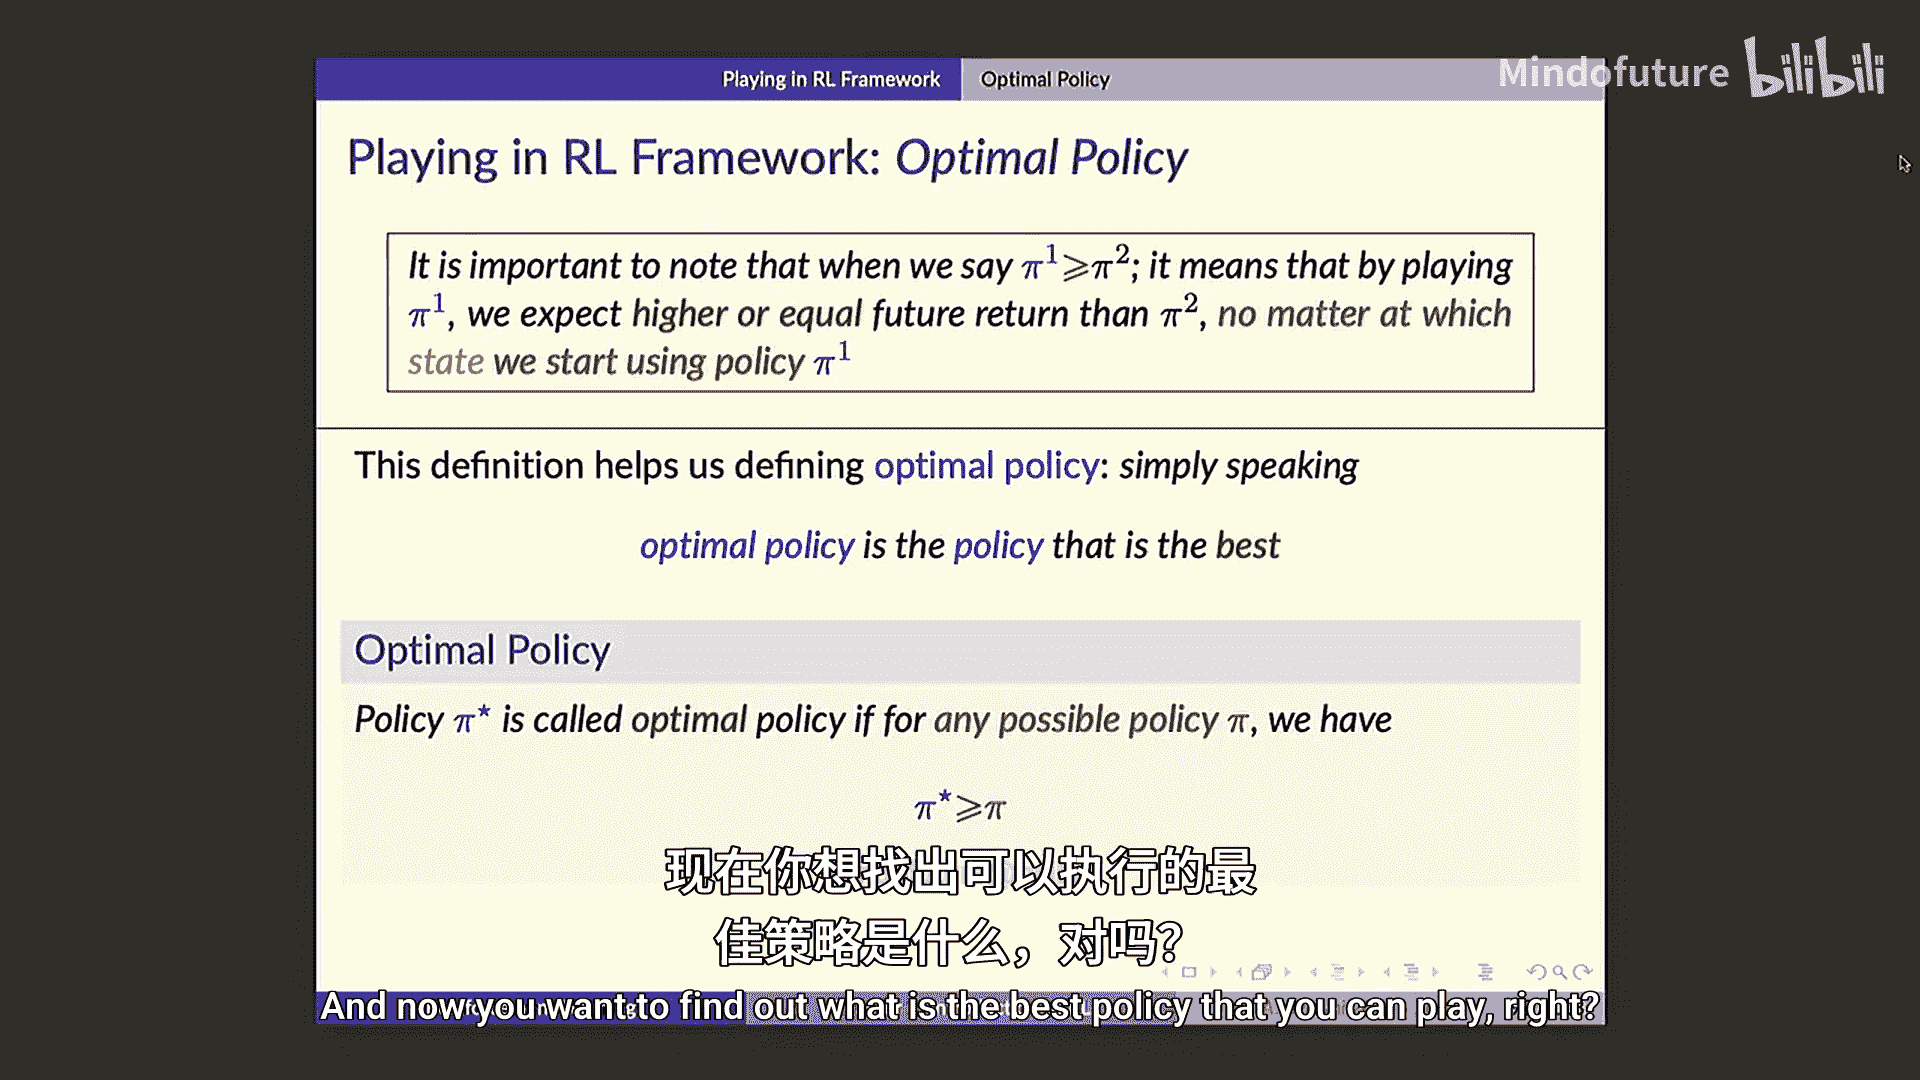 Playing in RL Framework
Optimal Policy
Mindofuture bilibili
Playing in RL Framework: Optimal Policy
It is important to note that when we say π¹⩾π²; it means that by playing
π¹, we expect higher or equal future return than π², no matter at which
state we start using policy π¹
This definition helps us defining optimal policy: simply speaking
optimal policy is the policy that is the best
Optimal Policy
Policy π* is called optimal policy if for any possible policy π, we have
π*⩾π
现在你想找出可以执行的最
佳策略是什么，对吗？
And now you want to find out what is the best policy that you can play, right?